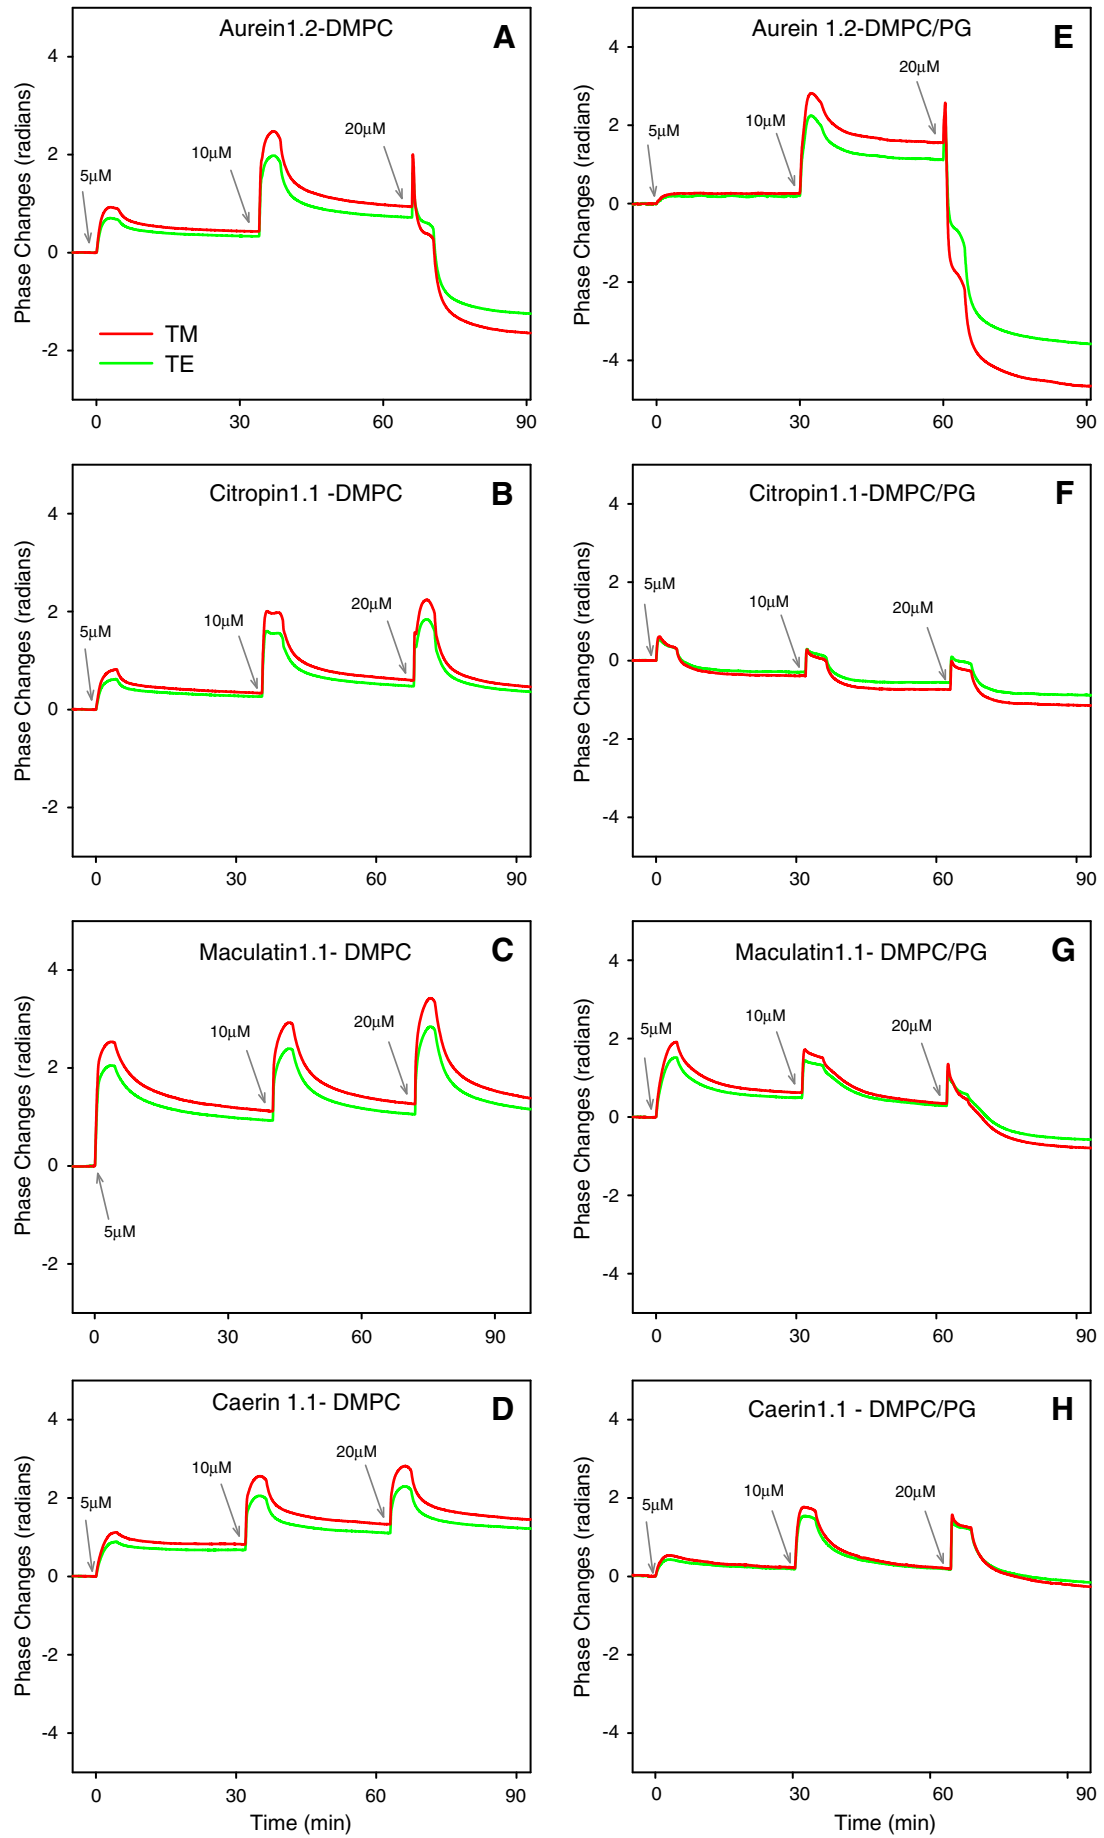 Aurein1.2-DMPC
A
Phase Changes (radians)
4
2
0
-2
5μM
10μM
20μM
TM
TE
0
30
60
90
Aurein 1.2-DMPC/PG
E
Phase Changes (radians)
4
2
0
-2
-4
5μM
10μM
20μM
0
30
60
90
Citropin1.1 -DMPC
B
Phase Changes (radians)
4
2
0
-2
5μM
10μM
20μM
0
30
60
90
Citropin1.1-DMPC/PG
F
Phase Changes (radians)
4
2
0
-2
-4
5μM
10μM
20μM
0
30
60
90
Maculatin1.1- DMPC
C
Phase Changes (radians)
4
2
0
-2
5μM
10μM
20μM
0
30
60
90
Maculatin1.1- DMPC/PG
G
Phase Changes (radians)
4
2
0
-2
-4
5μM
10μM
20μM
0
30
60
90
Caerin 1.1- DMPC
D
Phase Changes (radians)
4
2
0
-2
-4
5μM
10μM
20μM
0
30
60
90
Time (min)
Caerin1.1 - DMPC/PG
H
Phase Changes (radians)
4
2
0
-2
-4
5μM
10μM
20μM
0
30
60
90
Time (min)